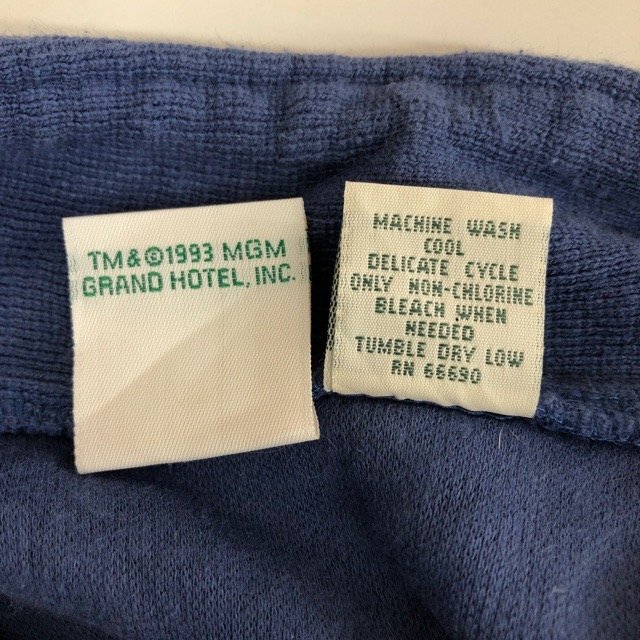 TM&©1993 MGM
GRAND HOTEL, INC.
MACHINE WASH
COOL
DELICATE CYCLE
ONLY NON-CHLORINE
BLEACH WHEN
NEEDED
TUMBLE DRY LOW
RN 66690